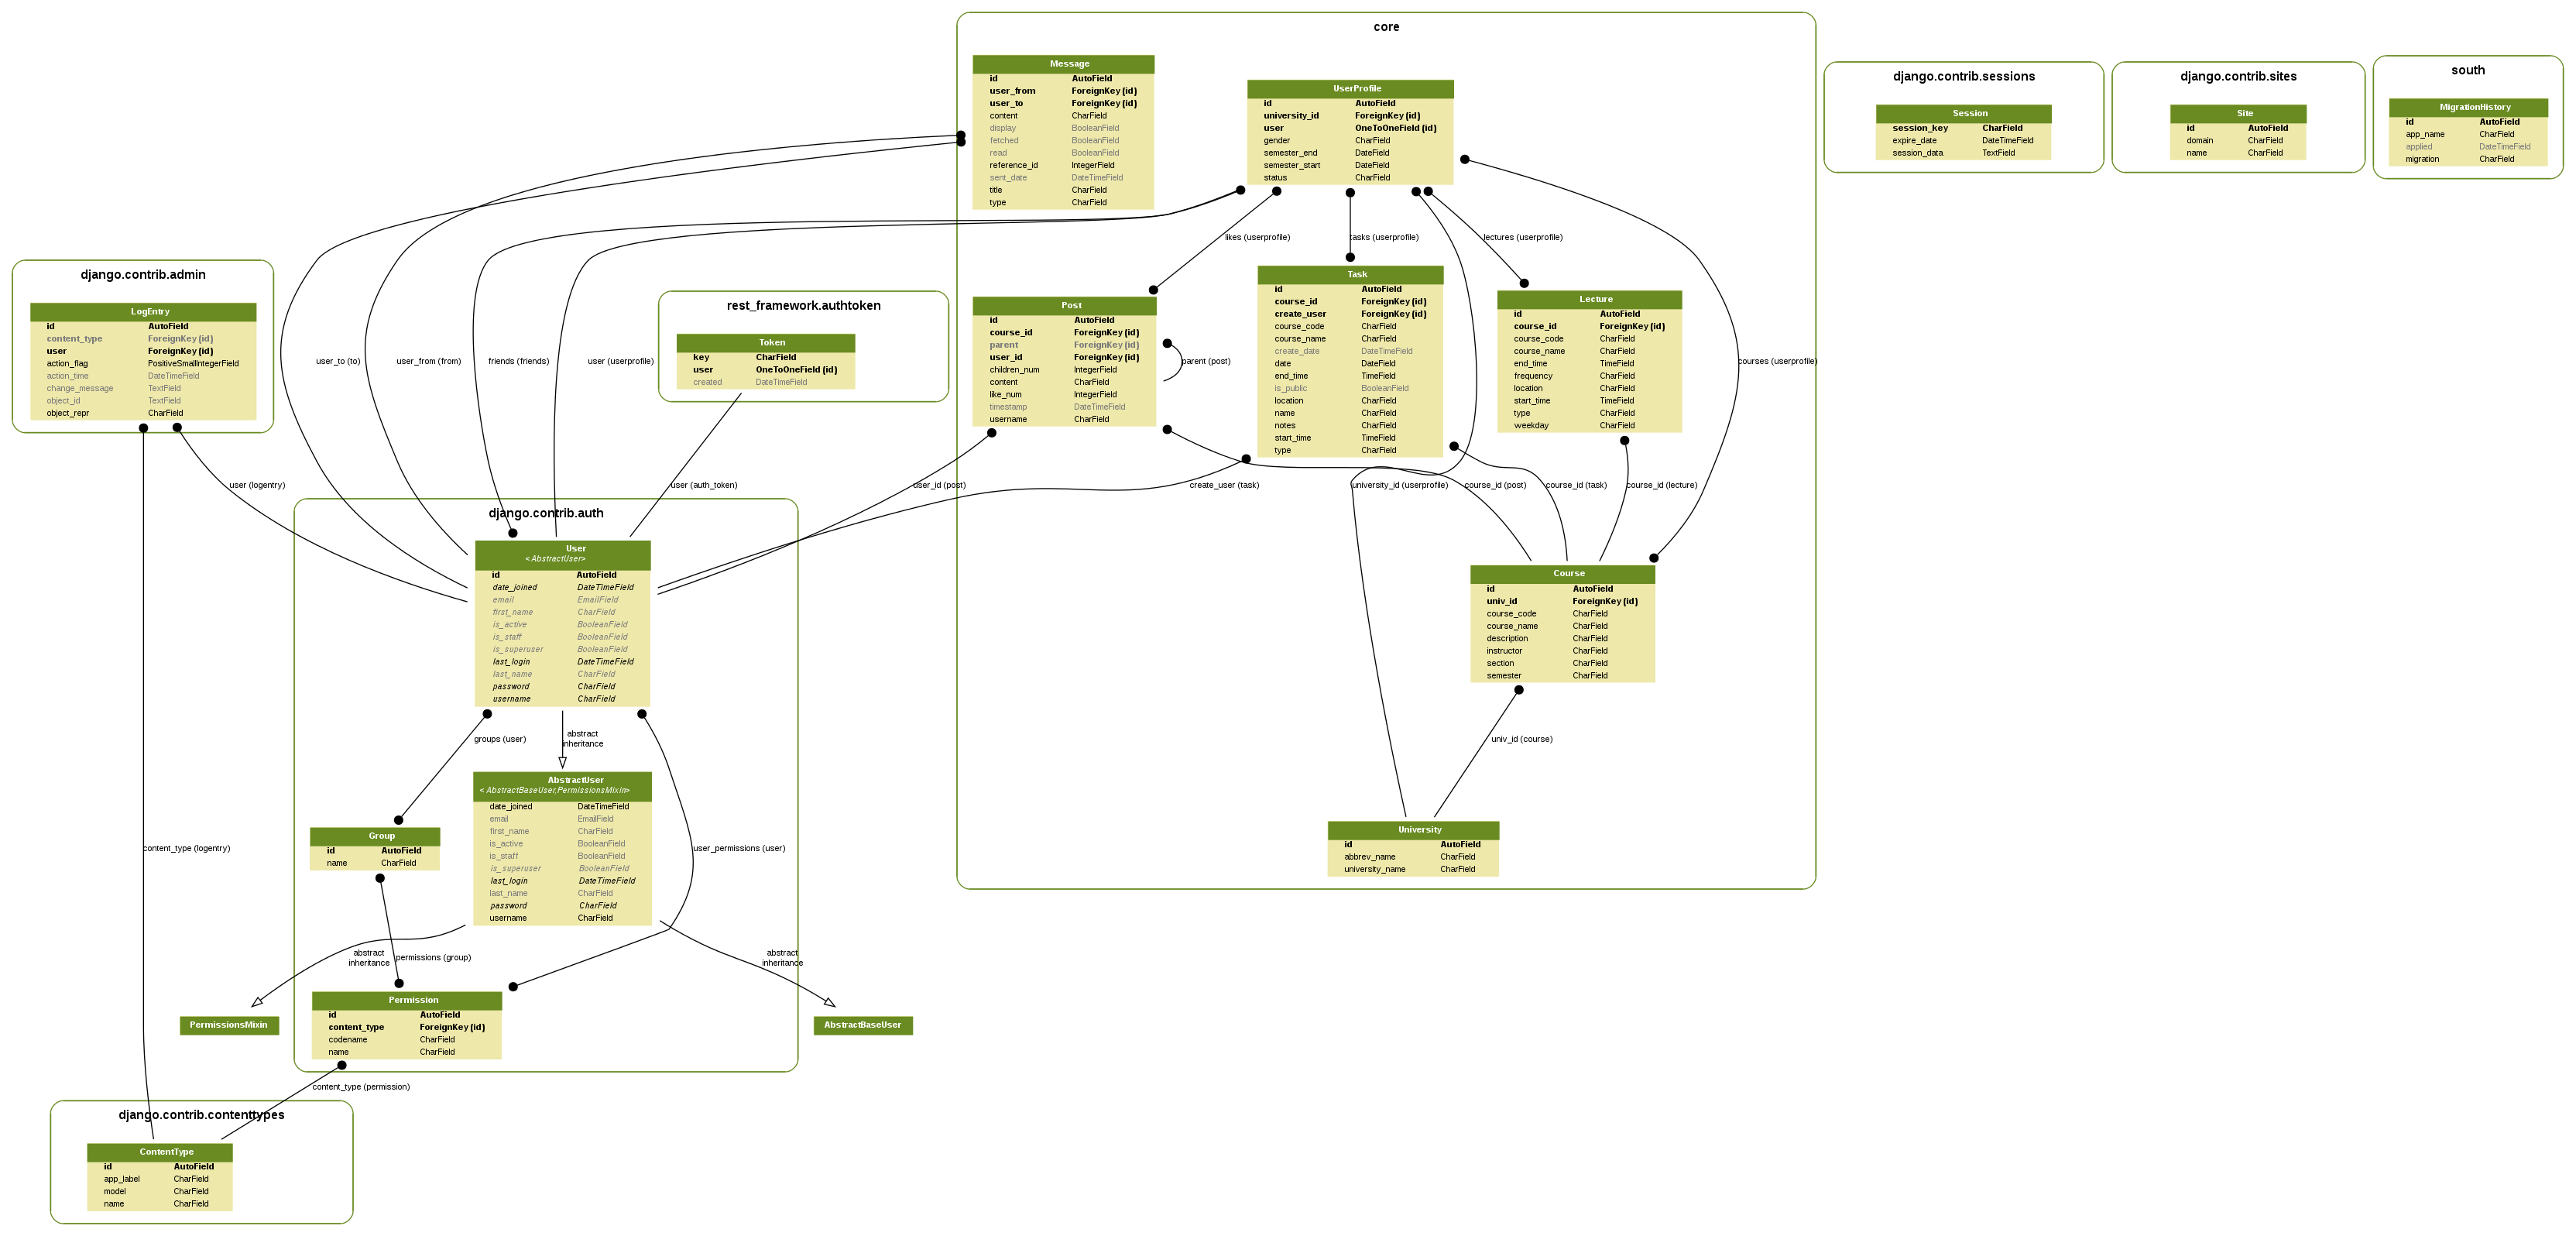 core
Message
id AutoField
user_from ForeignKey (id)
user_to ForeignKey (id)
content CharField
display BooleanField
fetched BooleanField
read BooleanField
reference_id IntegerField
sent_date DateTimeField
title CharField
type CharField
UserProfile
id AutoField
university_id ForeignKey (id)
user OneToOneField (id)
gender CharField
semester_end DateField
semester_start DateField
status CharField
django.contrib.sessions
Session
session_key CharField
expire_date DateTimeField
session_data TextField
django.contrib.sites
Site
id AutoField
domain CharField
name CharField
south
MigrationHistory
id AutoField
app_name CharField
applied DateTimeField
migration CharField
likes (userprofile)
tasks (userprofile)
lectures (userprofile)
django.contrib.admin
LogEntry
id AutoField
content_type ForeignKey (id)
user ForeignKey (id)
action_flag PositiveSmallIntegerField
action_time DateTimeField
change_message TextField
object_id TextField
object_repr CharField
user_to (to)
user_from (from)
friends (friends)
user (userprofile)
rest_framework.authtoken
Token
key CharField
user OneToOneField (id)
created DateTimeField
Post
id AutoField
course_id ForeignKey (id)
parent ForeignKey (id)
user_id ForeignKey (id)
children_num IntegerField
content CharField
like_num IntegerField
timestamp DateTimeField
username CharField
parent (post)
Task
id AutoField
course_id ForeignKey (id)
create_user ForeignKey (id)
course_code CharField
course_name CharField
create_date DateTimeField
date DateField
end_time TimeField
is_public BooleanField
location CharField
name CharField
notes CharField
start_time TimeField
type CharField
Lecture
id AutoField
course_id ForeignKey (id)
course_code CharField
course_name CharField
end_time TimeField
frequency CharField
location CharField
start_time TimeField
type CharField
weekday CharField
courses (userprofile)
user (logentry)
user (auth_token)
user_id (post)
create_user (task)
university_id (userprofile)
course_id (post)
course_id (task)
course_id (lecture)
django.contrib.auth
User
< AbstractUser>
id AutoField
date_joined DateTimeField
email EmailField
first_name CharField
is_active BooleanField
is_staff BooleanField
is_superuser BooleanField
last_login DateTimeField
last_name CharField
password CharField
username CharField
Course
id AutoField
univ_id ForeignKey (id)
course_code CharField
course_name CharField
description CharField
instructor CharField
section CharField
semester CharField
groups (user)
abstract
inheritance
univ_id (course)
AbstractUser
< AbstractBaseUser,PermissionsMixin>
date_joined DateTimeField
email EmailField
first_name CharField
is_active BooleanField
is_staff BooleanField
is_superuser BooleanField
last_login DateTimeField
last_name CharField
password CharField
username CharField
Group
id AutoField
name CharField
content_type (logentry)
user_permissions (user)
University
id AutoField
abbrev_name CharField
university_name CharField
abstract
inheritance
permissions (group)
abstract
inheritance
PermissionsMixin
Permission
id AutoField
content_type ForeignKey (id)
codename CharField
name CharField
AbstractBaseUser
content_type (permission)
django.contrib.contenttypes
ContentType
id AutoField
app_label CharField
model CharField
name CharField